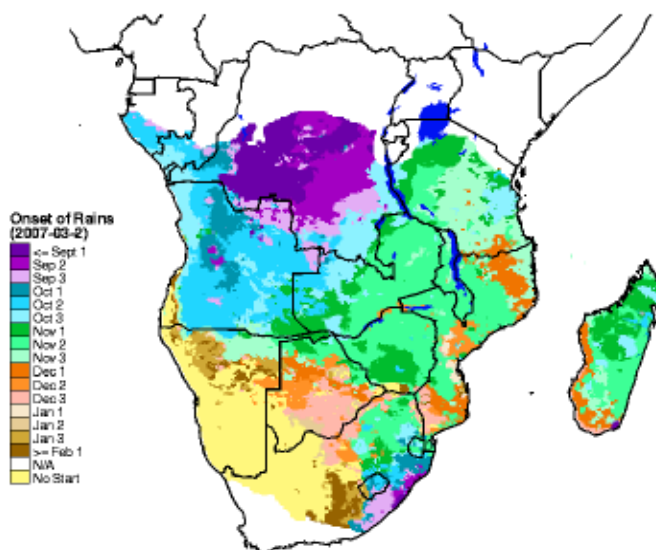 Onset of Rains
(2007-03-2)
<= Sept 1
Sep 2
Sep 3
Oct 1
Oct 2
Oct 3
Nov 1
Nov 2
Nov 3
Dec 1
Dec 2
Dec 3
Jan 1
Jan 2
Jan 3
>= Feb 1
N/A
No Start